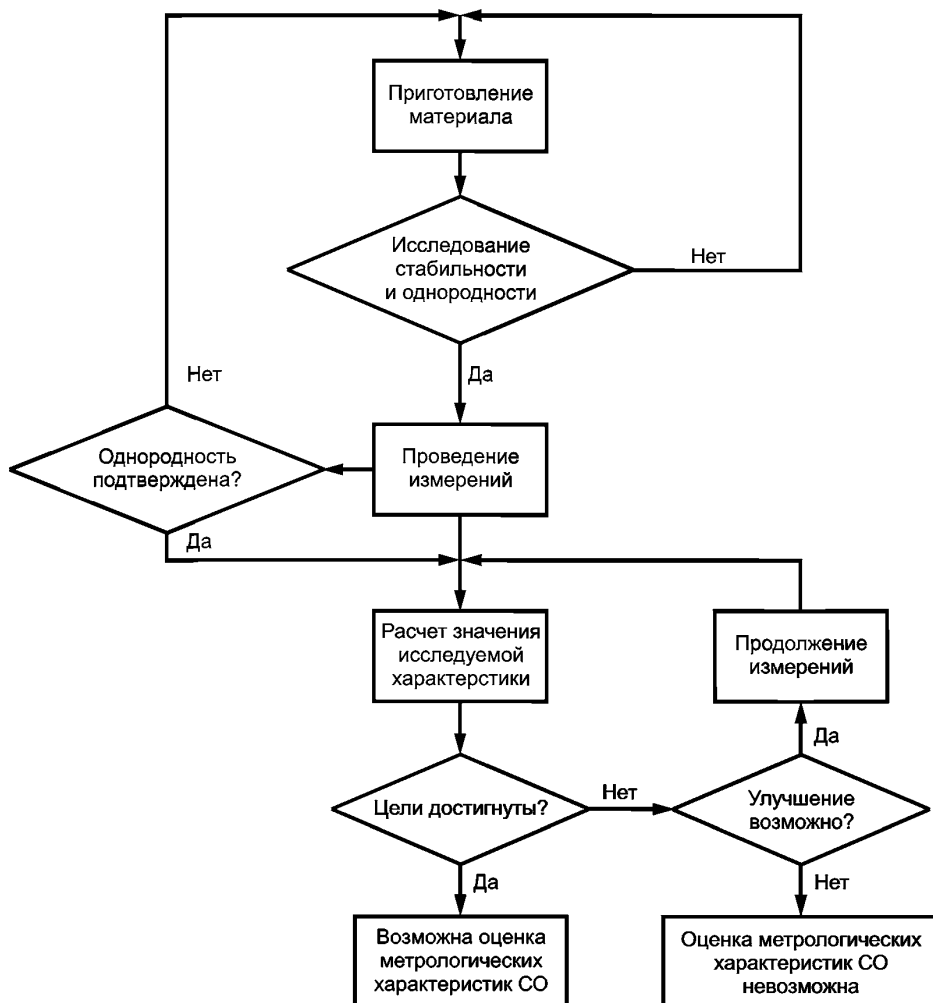 Приготовление
материала
Исследование
стабильности
и однородности
Нет
Да
Нет
Однородность
подтверждена?
Да
Проведение
измерений
Расчет значения
исследуемой
характерстики
Продолжение
измерений
Да
Цели достигнуты?
Нет
Улучшение
возможно?
Да
Нет
Возможна оценка
метрологических
характеристик СО
Оценка метрологических
характеристик СО
невозможна